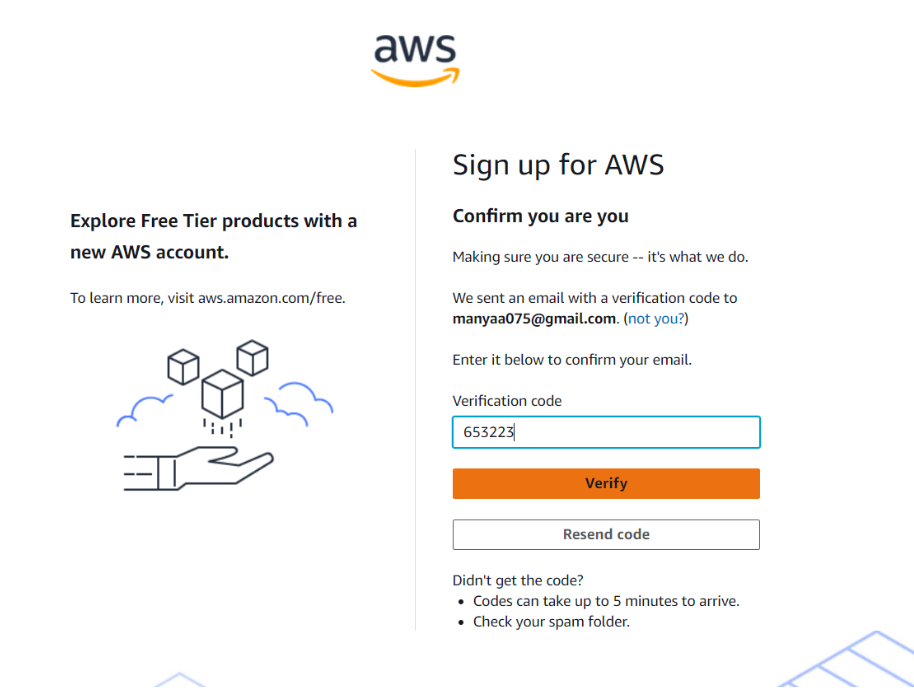 aws
Sign up for AWS
Explore Free Tier products with a
new AWS account.
To learn more, visit aws.amazon.com/free.
Confirm you are you
Making sure you are secure -- it's what we do.
We sent an email with a verification code to
manyaa075@gmail.com. (not you?)
Enter it below to confirm your email.
Verification code
653223
Verify
Resend code
Didn't get the code?
• Codes can take up to 5 minutes to arrive.
• Check your spam folder.